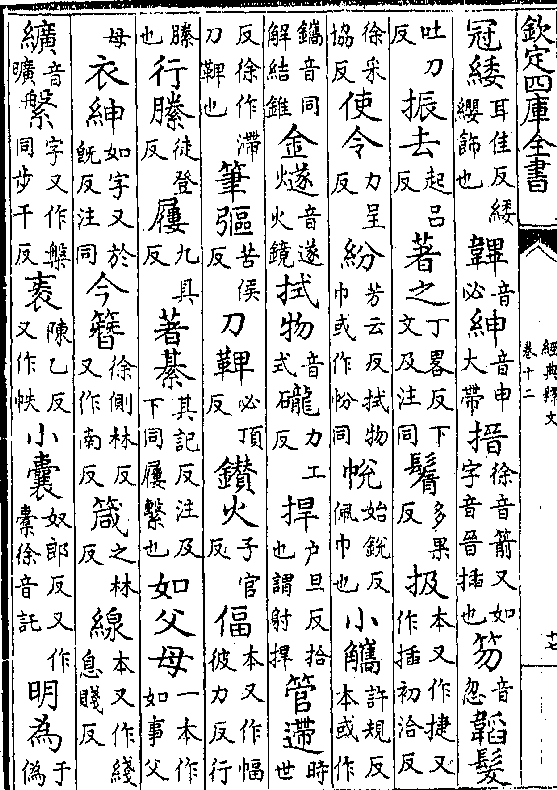 欽定四庫全書
經典釋文
卷十二
十七
冠緌耳佳反緌纓飾也韠音必紳音申大帶搢徐音箭又如字音晉插也笏音忽韜髮
吐刀反振去起呂反著之丁畧反下文及注同鬌多果反扱本又作捷又作插初洽反
徐采協反使令力呈反紛芳云反拭物巾或作帉同帨始銳反佩巾也小觿許規反本或作
鑴音同解結錐金燧音遂火鏡拭物音式礲力工反捍户旦反拾也謂射捍管遰時世
反徐作滯刀鞞也筆彄苦侯反刀鞞必頂反鑚火子官反偪本又作幅彼力反行
縢也行縢徒登反屨九具反著綦其記反注及下同屨繫也如父母一本作如事父
母衣紳如字又於既反注同今簪徐側林反又作南反箴之林反線本又作綫息賤反
纊音曠縏字又作槃同步干反袠陳乙反又作帙小囊奴郎反又作橐徐音託明為于偽